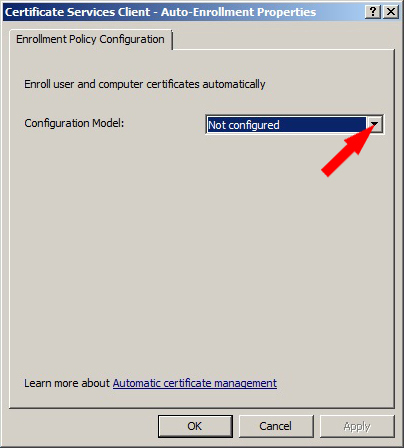 Certificate Services Client - Auto-Enrollment Properties
Enrollment Policy Configuration
Enroll user and computer certificates automatically
Configuration Model: Not configured
Learn more about Automatic certificate management
OK Cancel Apply